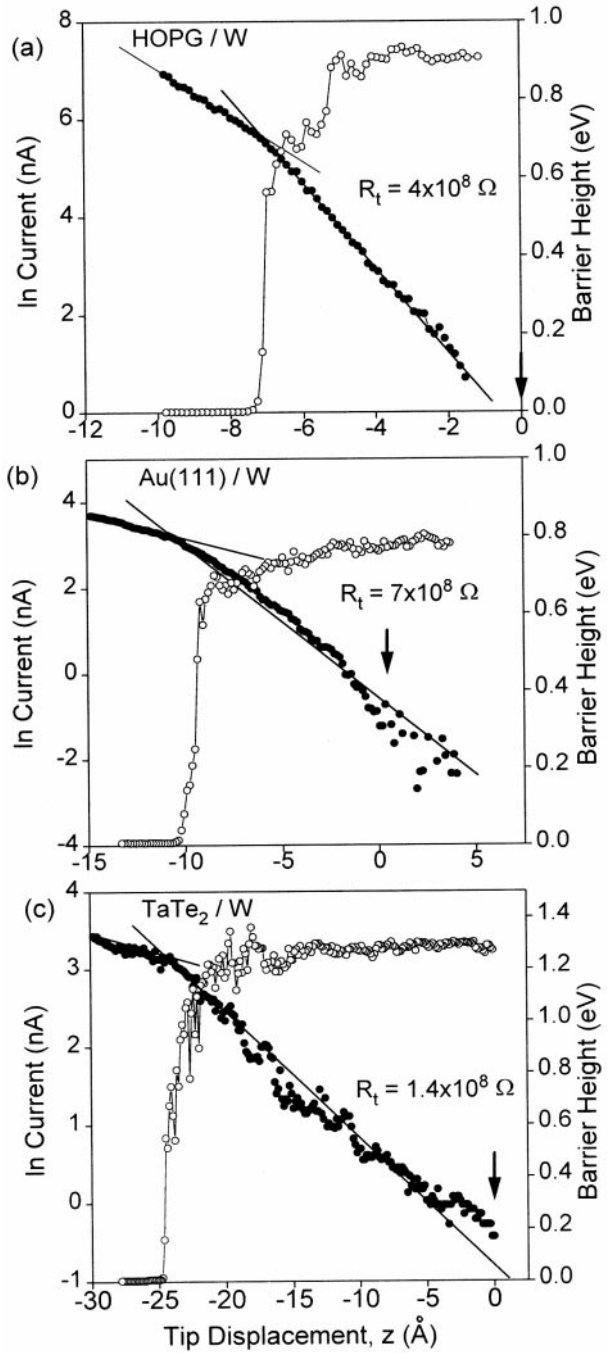 (a)
HOPG / W
ln Current (nA)
8
6
4
2
0
Barrier Height (eV)
1.0
0.8
0.6
0.4
0.2
0.0
R_t = 4x10^8 Ω
-12 -10 -8 -6 -4 -2 0
(b)
Au(111) / W
ln Current (nA)
4
2
0
-2
-4
Barrier Height (eV)
1.0
0.8
0.6
0.4
0.2
0.0
R_t = 7x10^8 Ω
-15 -10 -5 0 5
(c)
TaTe₂ / W
ln Current (nA)
4
3
2
1
0
-1
Barrier Height (eV)
1.4
1.2
1.0
0.8
0.6
0.4
0.2
0.0
R_t = 1.4x10^8 Ω
-30 -25 -20 -15 -10 -5 0
Tip Displacement, z (Å)